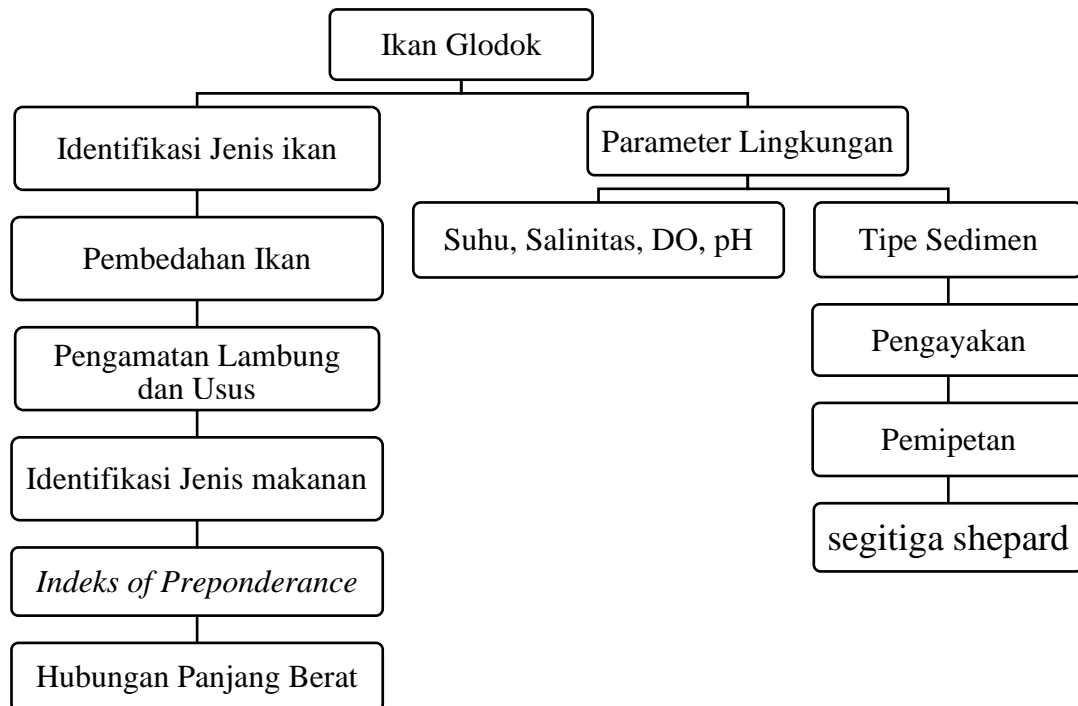 Ikan Glodok
Identifikasi Jenis ikan
Pembedahan Ikan
Pengamatan Lambung
dan Usus
Identifikasi Jenis makanan
Indeks of Preponderance
Hubungan Panjang Berat
Parameter Lingkungan
Suhu, Salinitas, DO, pH
Tipe Sedimen
Pengayakan
Pemipetan
segitiga shepard